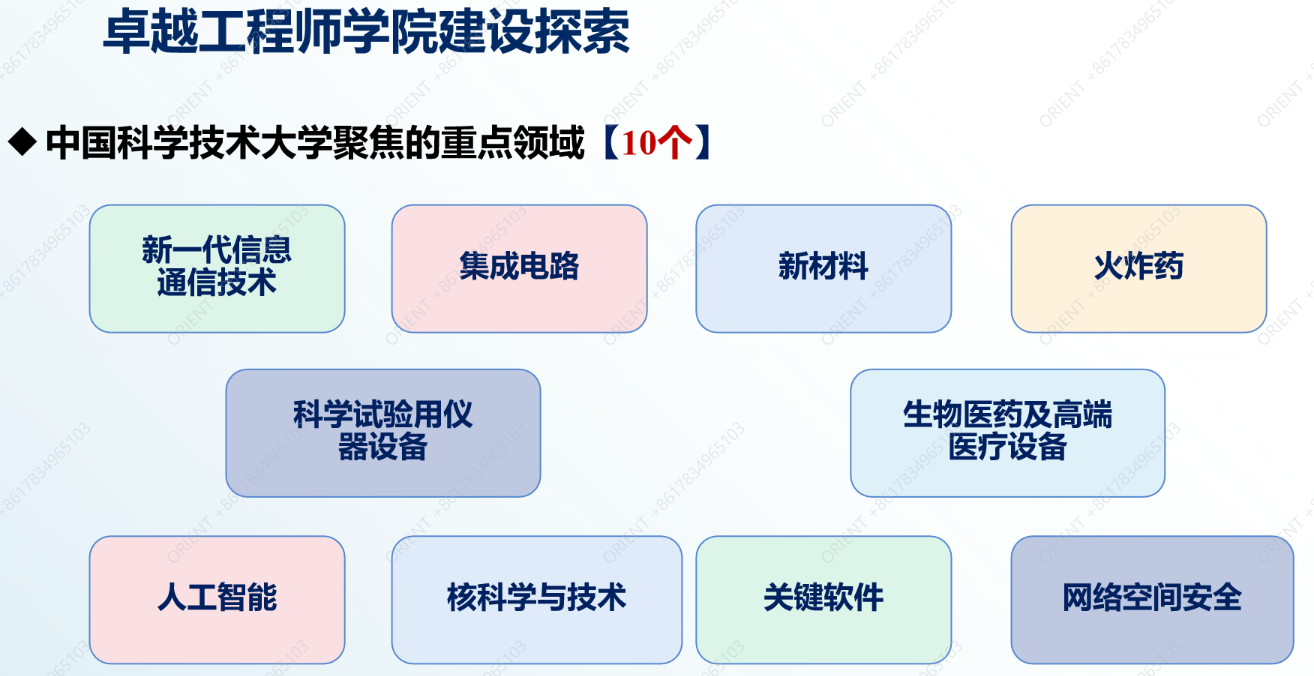 卓越工程师学院建设探索
◆ 中国科学技术大学聚焦的重点领域【10个】
新一代信息
通信技术
集成电路
新材料
火炸药
科学试验用仪
器设备
生物医药及高端
医疗设备
人工智能
核科学与技术
关键软件
网络空间安全
ORIENT +8617834965103